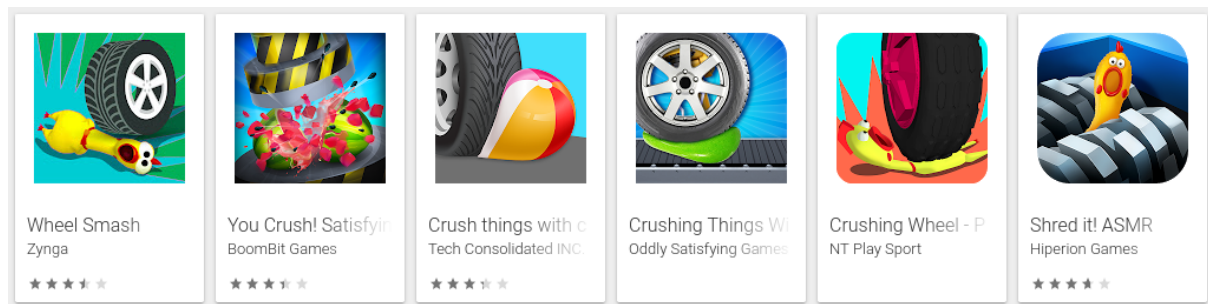 Wheel Smash
Zynga
You Crush! Satisfyin
BoomBit Games
Crush things with c
Tech Consolidated INC.
Crushing Things Wi
Oddly Satisfying Games
Crushing Wheel - P
NT Play Sport
Shred it! ASMR
Hiperion Games